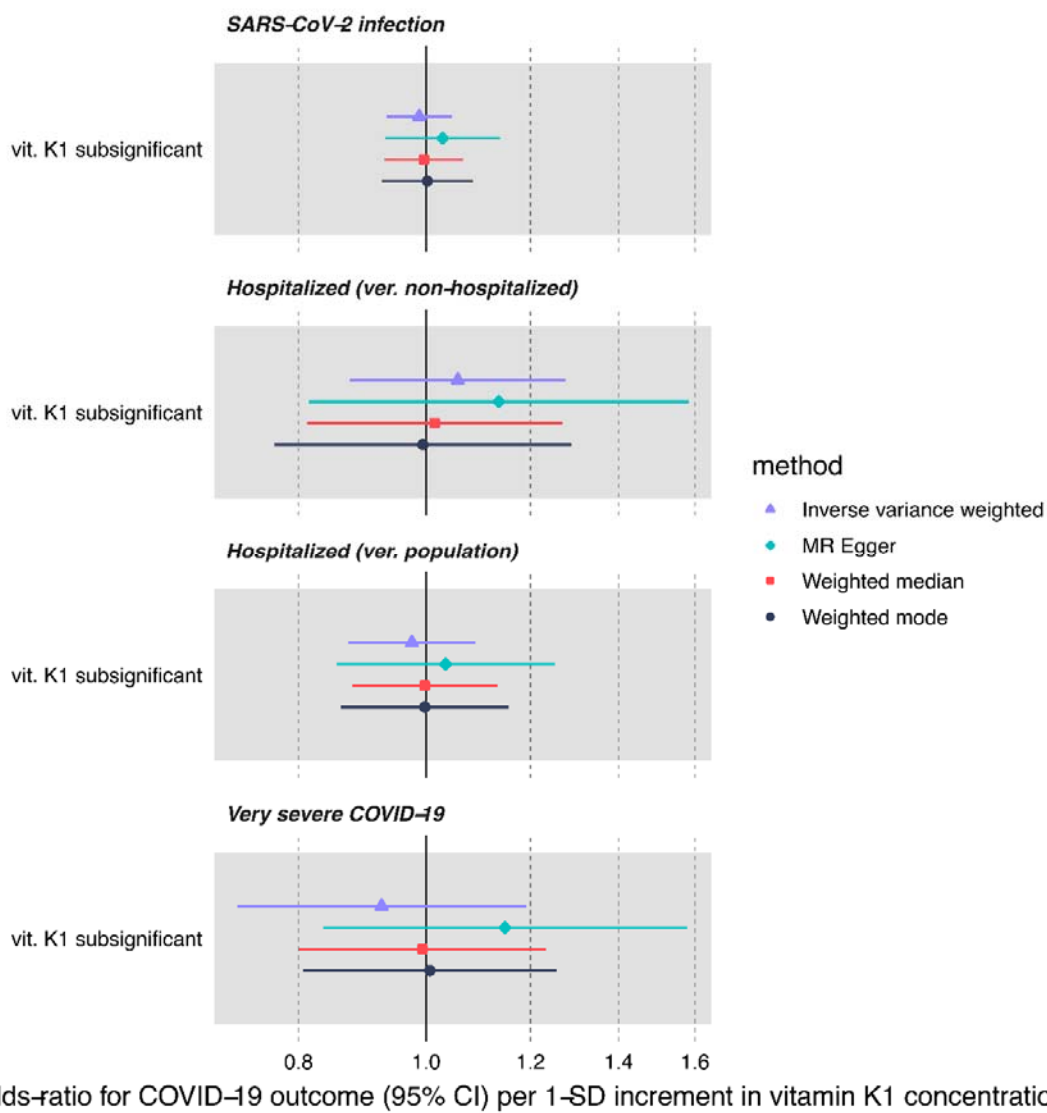 SARS-CoV-2 infection
vit. K1 subsignificant
Hospitalized (ver. non-hospitalized)
vit. K1 subsignificant
Hospitalized (ver. population)
vit. K1 subsignificant
Very severe COVID-19
vit. K1 subsignificant
method
Inverse variance weighted
MR Egger
Weighted median
Weighted mode
0.8 1.0 1.2 1.4 1.6
dds-ratio for COVID-19 outcome (95% CI) per 1-SD increment in vitamin K1 concentratio